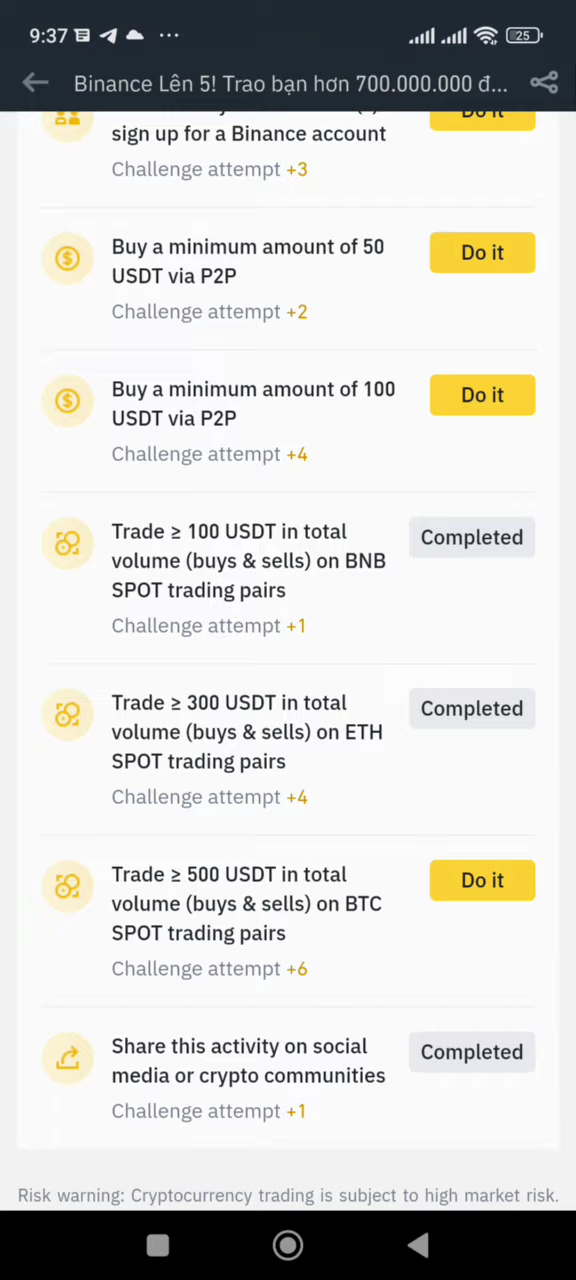 9:37
25
Binance Lên 5! Trao bạn hơn 700.000.000 đ...
sign up for a Binance account
Do it
Challenge attempt +3
Buy a minimum amount of 50
USDT via P2P
Do it
Challenge attempt +2
Buy a minimum amount of 100
USDT via P2P
Do it
Challenge attempt +4
Trade ≥ 100 USDT in total
volume (buys & sells) on BNB
SPOT trading pairs
Completed
Challenge attempt +1
Trade ≥ 300 USDT in total
volume (buys & sells) on ETH
SPOT trading pairs
Completed
Challenge attempt +4
Trade ≥ 500 USDT in total
volume (buys & sells) on BTC
SPOT trading pairs
Do it
Challenge attempt +6
Share this activity on social
media or crypto communities
Completed
Challenge attempt +1
Risk warning: Cryptocurrency trading is subject to high market risk.